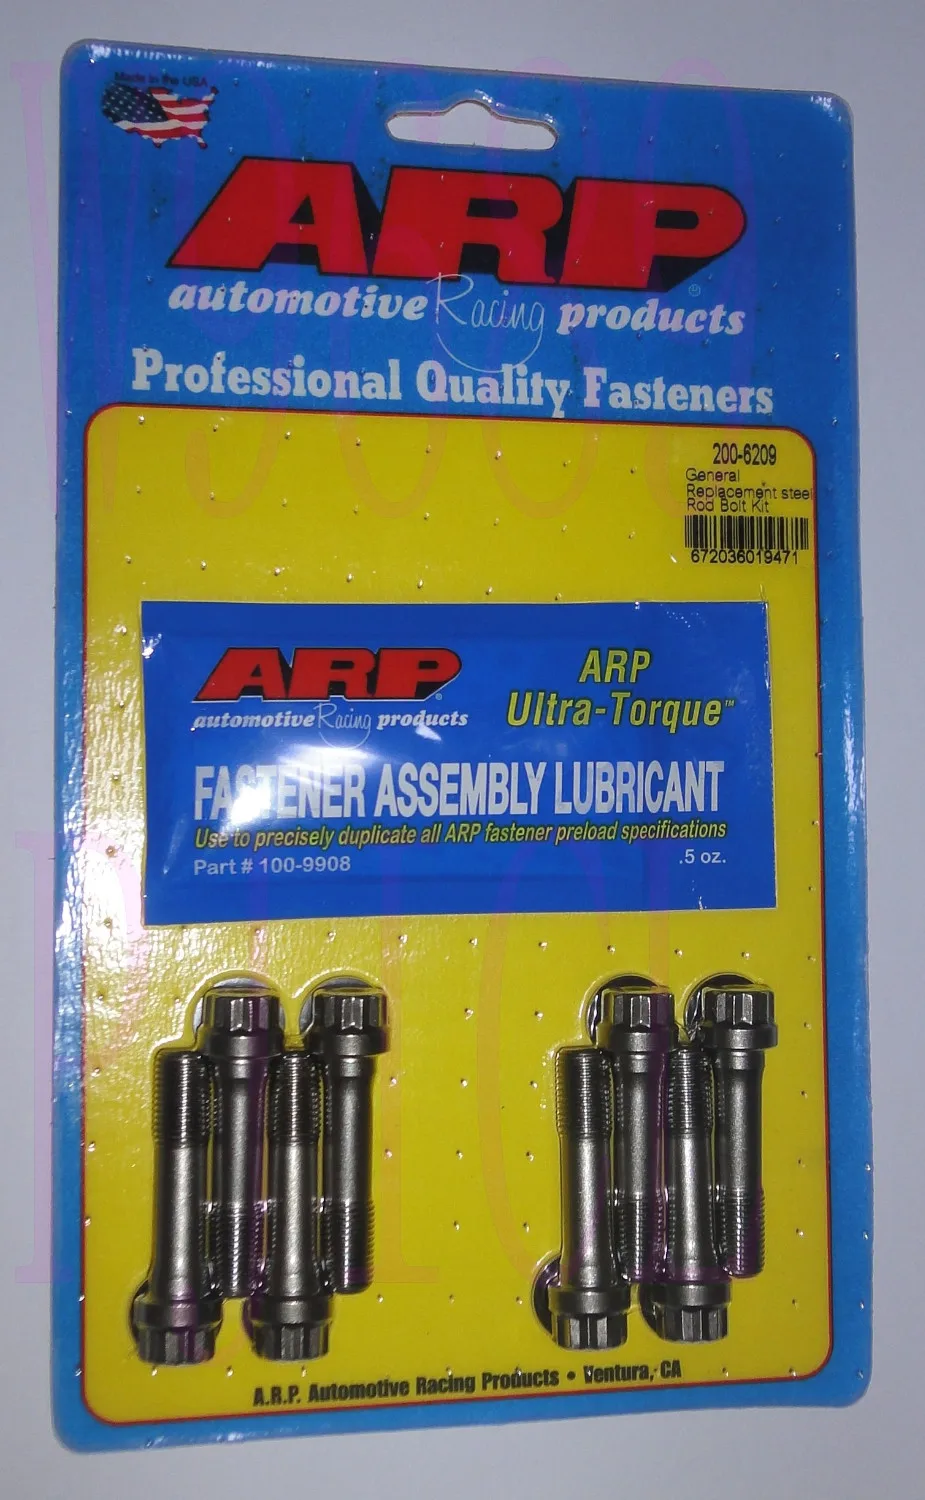 Made in the USA
ARP
®
automotive Racing products
Professional Quality Fasteners
200-6209
General
Replacement steel
Rod Bolt Kit
672036019471
ARP
®
automotive Racing products
ARP
Ultra-Torque™
FASTENER ASSEMBLY LUBRICANT
Use to precisely duplicate all ARP fastener preload specifications
Part # 100-9908
.5 oz.
A.R.P. Automotive Racing Products • Ventura, CA